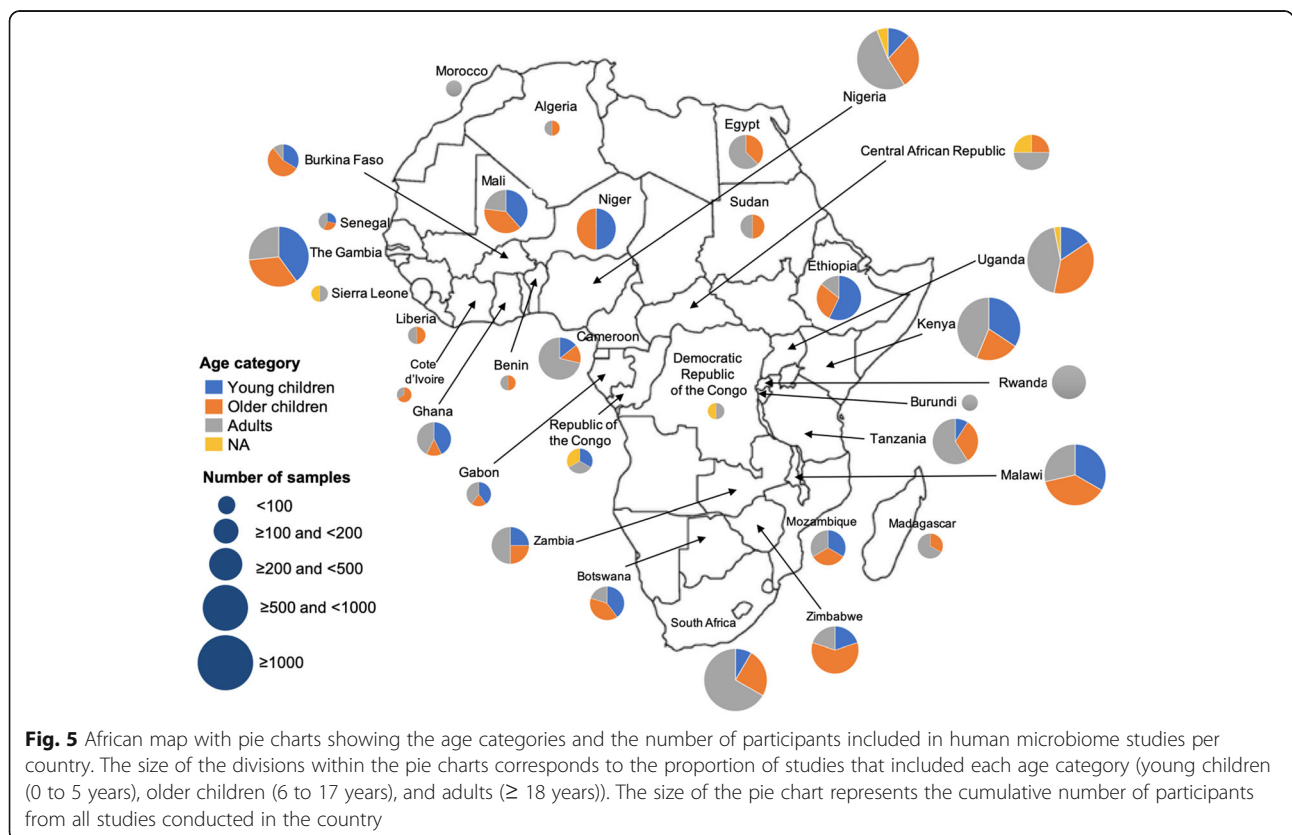 Morocco
Algeria
Egypt
Nigeria
Central African Republic
Burkina Faso
Mali
Niger
Sudan
Senegal
The Gambia
Sierra Leone
Ethiopia
Uganda
Kenya
Liberia
Cote
d'Ivoire
Benin
Cameroon
Democratic
Republic
of the Congo
Rwanda
Burundi
Ghana
Republic of
the Congo
Tanzania
Gabon
Malawi
Zambia
Mozambique
Madagascar
Botswana
Zimbabwe
South Africa
Age category
Young children
Older children
Adults
NA
Number of samples
<100
≥100 and <200
≥200 and <500
≥500 and <1000
≥1000
Fig. 5 African map with pie charts showing the age categories and the number of participants included in human microbiome studies per
country. The size of the divisions within the pie charts corresponds to the proportion of studies that included each age category (young children
(0 to 5 years), older children (6 to 17 years), and adults (≥ 18 years)). The size of the pie chart represents the cumulative number of participants
from all studies conducted in the country